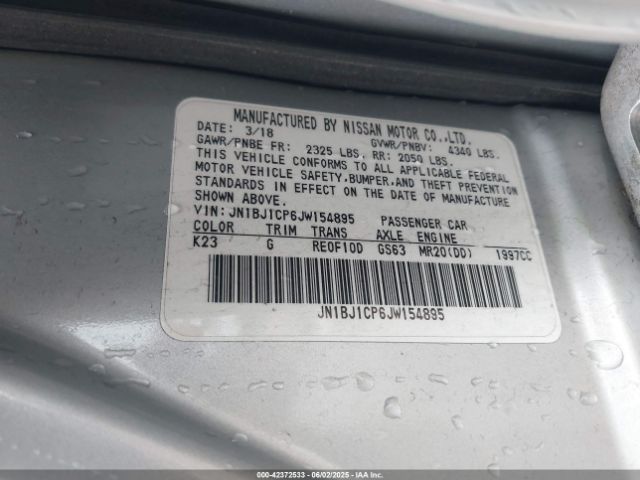 MANUFACTURED BY NISSAN MOTOR CO.,LTD.
DATE: 3/18 GVWR/PNBV: 4340 LBS.
GAWR/PNBE FR: 2325 LBS. RR: 2050 LBS.
THIS VEHICLE CONFORMS TO ALL APPLICABLE FEDERAL
MOTOR VEHICLE SAFETY, BUMPER, AND THEFT PREVENTION
STANDARDS IN EFFECT ON THE DATE OF MANUFACTURE
SHOWN ABOVE.
VIN: JN1BJ1CP6JW154895 PASSENGER CAR
COLOR TRIM TRANS AXLE ENGINE
K23 G RE0F10D GS63 MR20(DD) 1997CC
JN1BJ1CP6JW154895
000-42372533 - 06/02/2025 - IAAI.COM